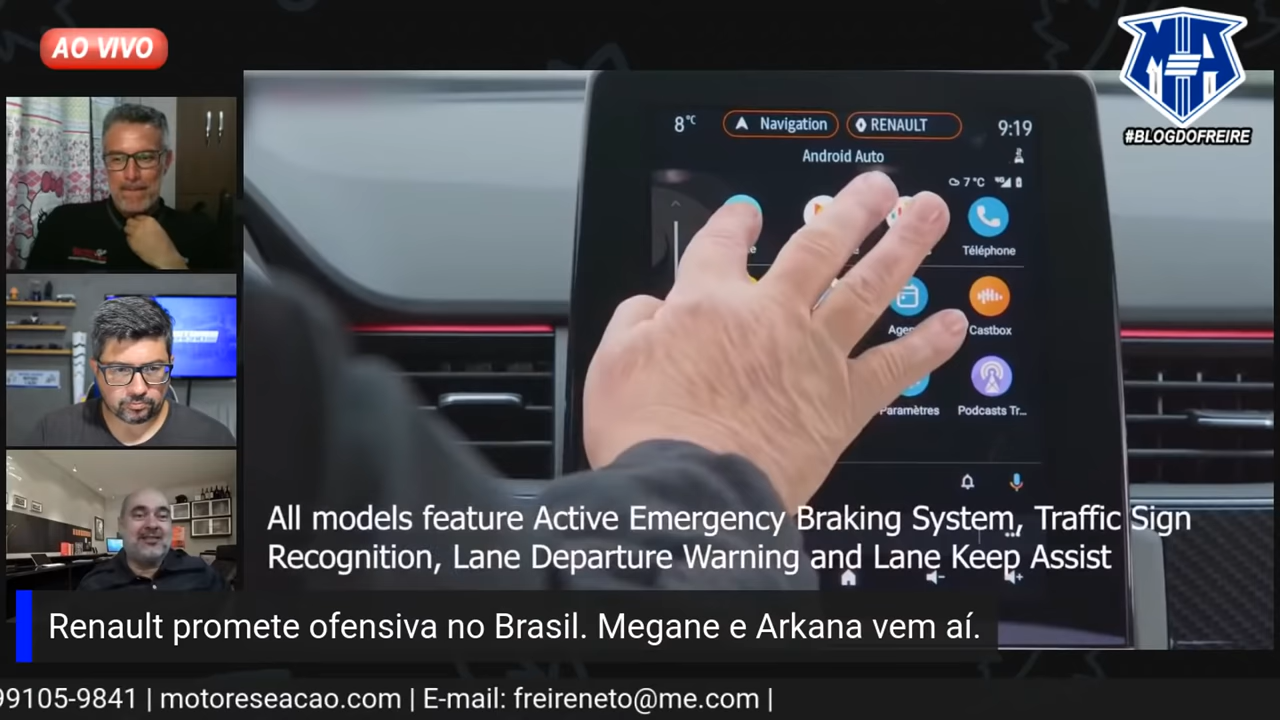 AO VIVO
MA
#BLOGDOFREIRE
8°C
Navigation
RENAULT
9:19
Android Auto
7 °C
4G
Téléphone
Castbox
Paramètres
Podcasts Tr...
All models feature Active Emergency Braking System, Traffic Sign
Recognition, Lane Departure Warning and Lane Keep Assist
Renault promete ofensiva no Brasil. Megane e Arkana vem aí.
99105-9841 | motoreseacao.com | E-mail: freireneto@me.com |